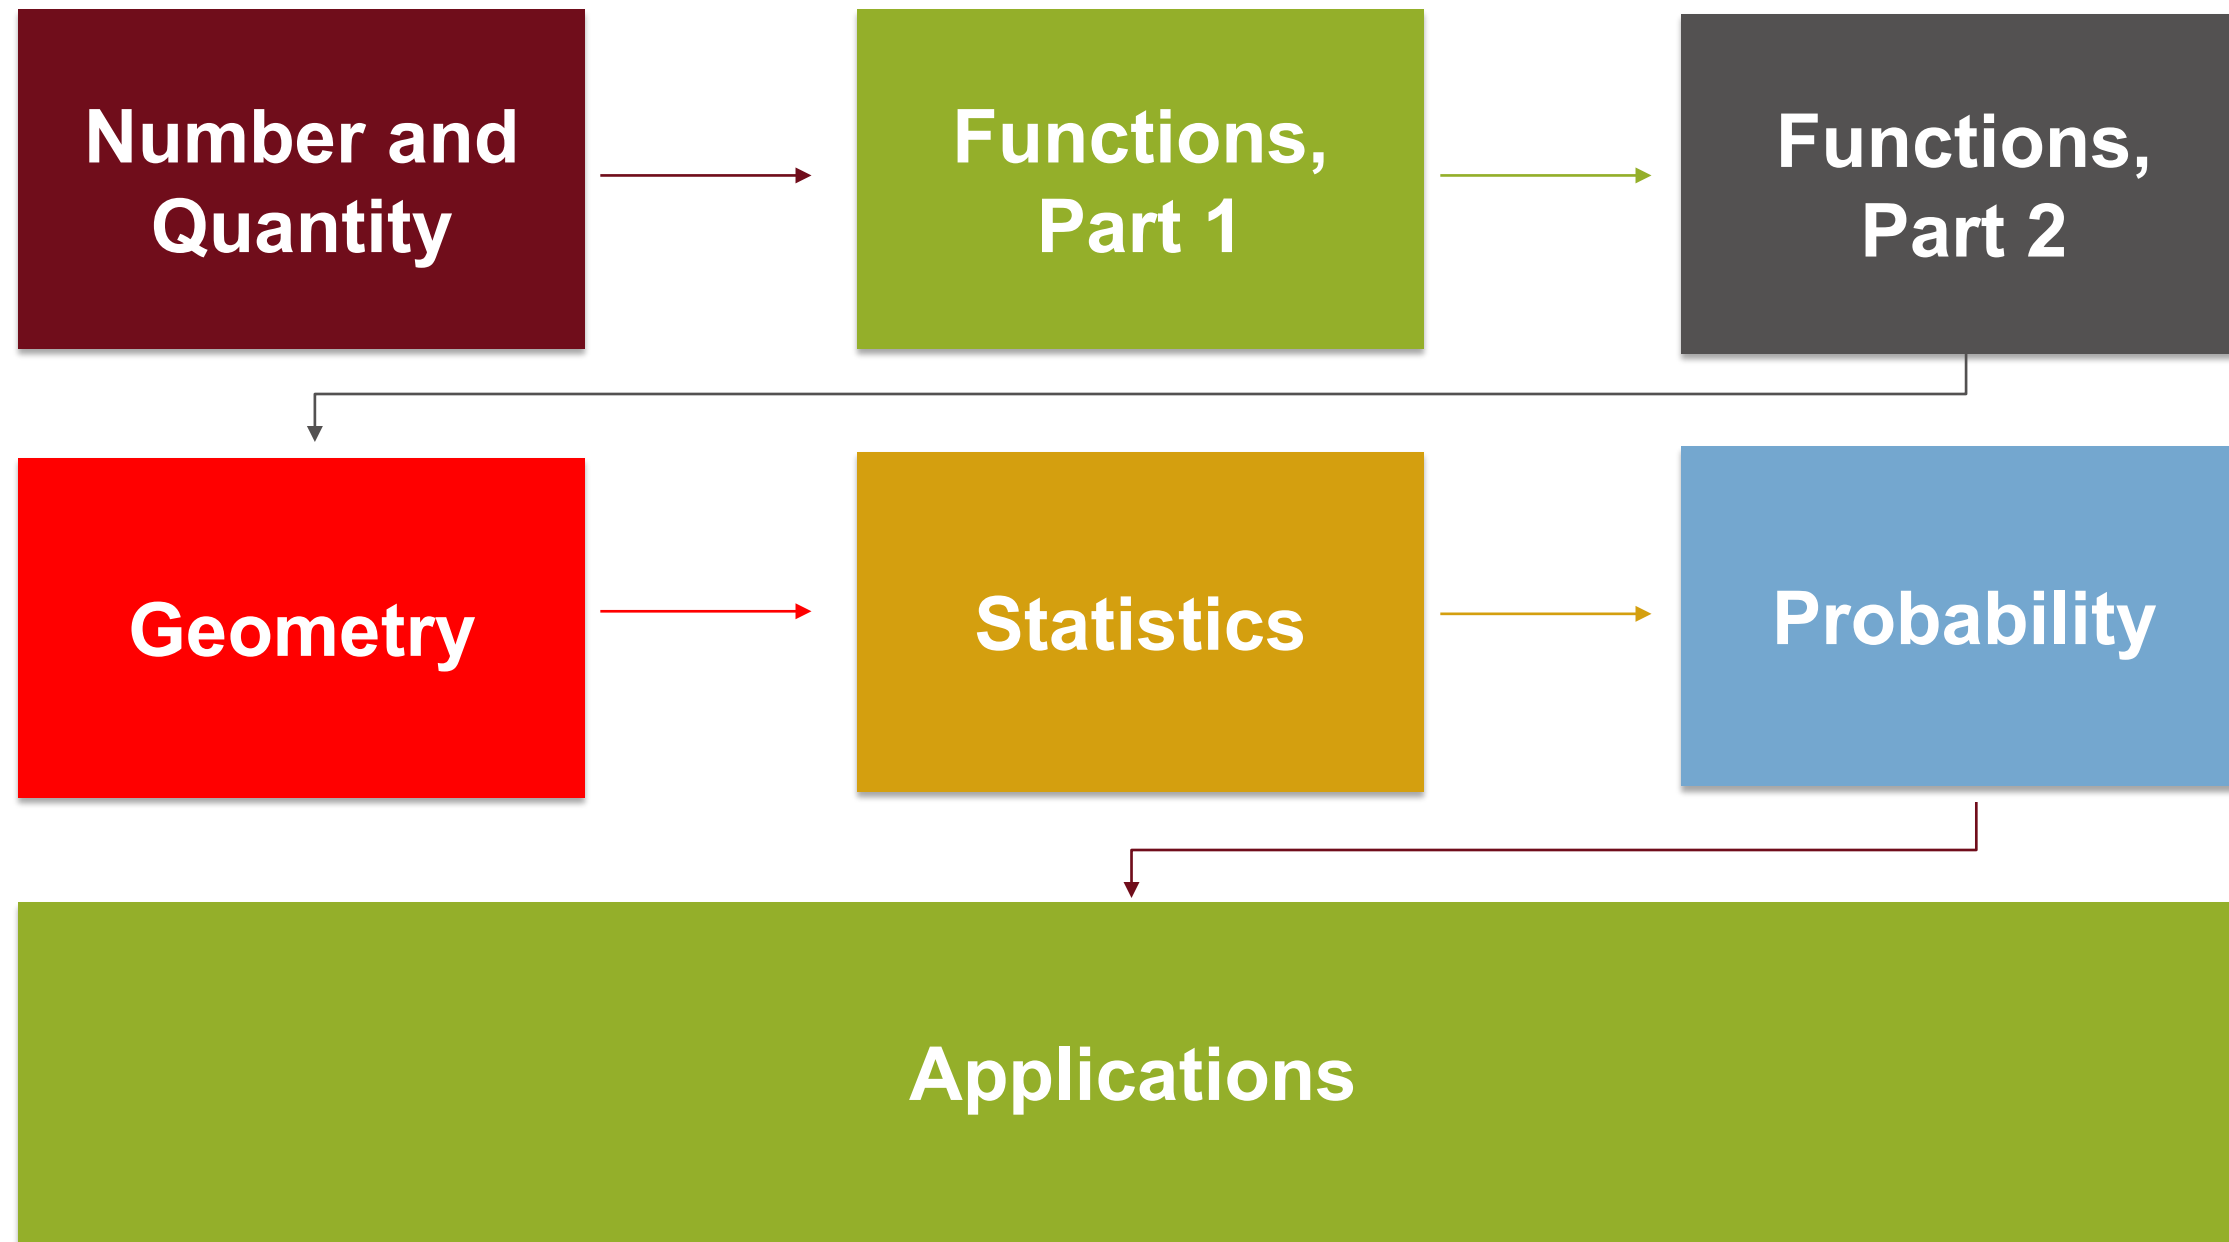 Number and
Quantity
Functions,
Part 1
Functions,
Part 2
Geometry
Statistics
Probability
Applications